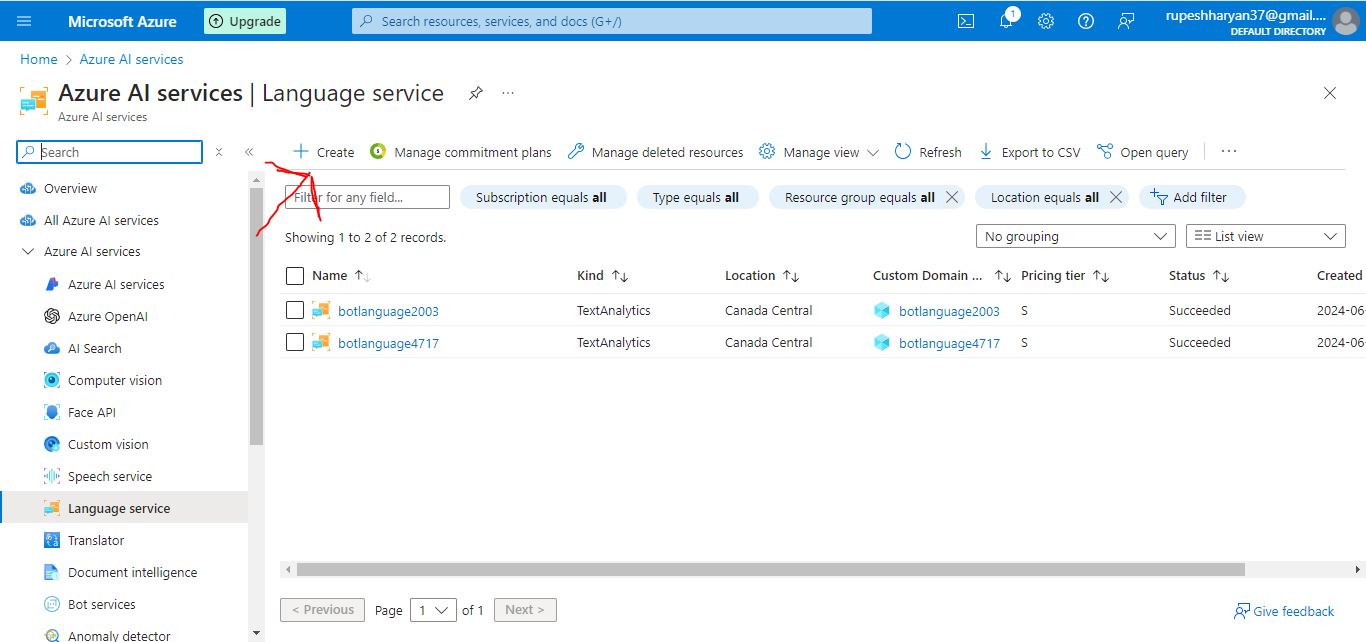 Microsoft Azure
Upgrade
Search resources, services, and docs (G+/)
1
rupeshharyan37@gmail....
DEFAULT DIRECTORY
Home > Azure AI services
Azure AI services | Language service
...
Azure AI services
Search
Overview
All Azure AI services
Azure AI services
Azure AI services
Azure OpenAI
AI Search
Computer vision
Face API
Custom vision
Speech service
Language service
Translator
Document intelligence
Bot services
Anomaly detector
Create
Manage commitment plans
Manage deleted resources
Manage view
Refresh
Export to CSV
Open query
...
Filter for any field...
Subscription equals all
Type equals all
Resource group equals all
Location equals all
Add filter
Showing 1 to 2 of 2 records.
No grouping
List view
Name Kind Location Custom Domain ... Pricing tier Status Created
botlanguage2003 TextAnalytics Canada Central botlanguage2003 S Succeeded 2024-06-
botlanguage4717 TextAnalytics Canada Central botlanguage4717 S Succeeded 2024-06-
< Previous Page 1 of 1 Next >
Give feedback